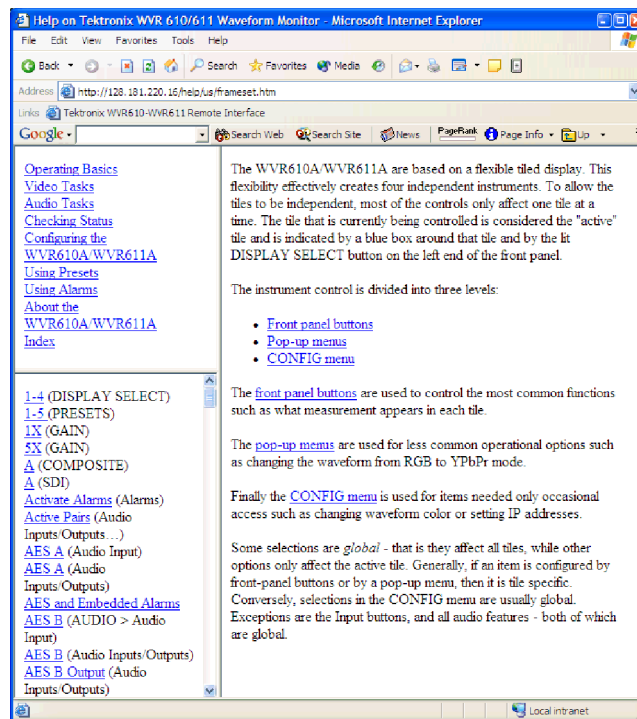 Help on Tektronix WVR 610/611 Waveform Monitor - Microsoft Internet Explorer
File Edit View Favorites Tools Help
Back Search Favorites Media
Address http://128.181.220.16/help/us/frameset.htm
Links Tektronix WVR610-WVR611 Remote Interface
Google Search Web Search Site News PageRank Page Info Up
Operating Basics
Video Tasks
Audio Tasks
Checking Status
Configuring the
WVR610A/WVR611A
Using Presets
Using Alarms
About the
WVR610A/WVR611A
Index
1-4 (DISPLAY SELECT)
1-5 (PRESETS)
1X (GAIN)
5X (GAIN)
A (COMPOSITE)
A (SDI)
Activate Alarms (Alarms)
Active Pairs (Audio
Inputs/Outputs…)
AES A (Audio Input)
AES A (Audio
Inputs/Outputs)
AES and Embedded Alarms
AES B (AUDIO > Audio
Input)
AES B (Audio Inputs/Outputs)
AES B Output (Audio
Inputs/Outputs)
The WVR610A/WVR611A are based on a flexible tiled display. This
flexibility effectively creates four independent instruments. To allow the
tiles to be independent, most of the controls only affect one tile at a
time. The tile that is currently being controlled is considered the "active"
tile and is indicated by a blue box around that tile and by the lit
DISPLAY SELECT button on the left end of the front panel.
The instrument control is divided into three levels:
• Front panel buttons
• Pop-up menus
• CONFIG menu
The front panel buttons are used to control the most common functions
such as what measurement appears in each tile.
The pop-up menus are used for less common operational options such
as changing the waveform from RGB to YPbPr mode.
Finally the CONFIG menu is used for items needed only occasional
access such as changing waveform color or setting IP addresses.
Some selections are global - that is they affect all tiles, while other
options only affect the active tile. Generally, if an item is configured by
front-panel buttons or by a pop-up menu, then it is tile specific.
Conversely, selections in the CONFIG menu are usually global.
Exceptions are the Input buttons, and all audio features - both of which
are global.
Local intranet